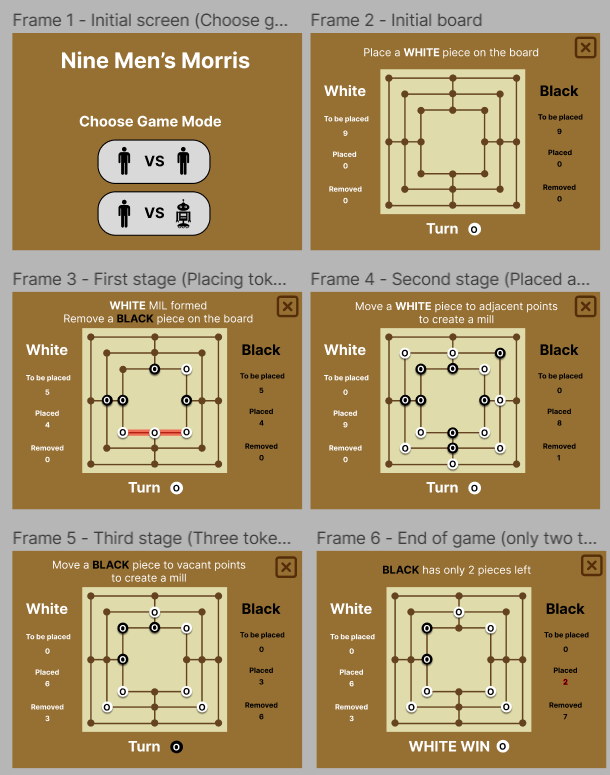 Frame 1 - Initial screen (Choose g...
Nine Men's Morris
Choose Game Mode
VS
VS
Frame 2 - Initial board
Place a WHITE piece on the board
White
To be placed
9
Placed
0
Removed
0
Black
To be placed
9
Placed
0
Removed
0
Turn O
Frame 3 - First stage (Placing tok...
WHITE MIL formed
Remove a BLACK piece on the board
White
To be placed
5
Placed
4
Removed
0
Black
To be placed
5
Placed
4
Removed
0
Turn O
Frame 4 - Second stage (Placed a...
Move a WHITE piece to adjacent points
to create a mill
White
To be placed
0
Placed
9
Removed
0
Black
To be placed
0
Placed
8
Removed
1
Turn O
Frame 5 - Third stage (Three toke...
Move a BLACK piece to vacant points
to create a mill
White
To be placed
0
Placed
6
Removed
3
Black
To be placed
0
Placed
3
Removed
6
Turn O
Frame 6 - End of game (only two t...
BLACK has only 2 pieces left
White
To be placed
0
Placed
6
Removed
3
Black
To be placed
0
Placed
2
Removed
7
WHITE WIN O